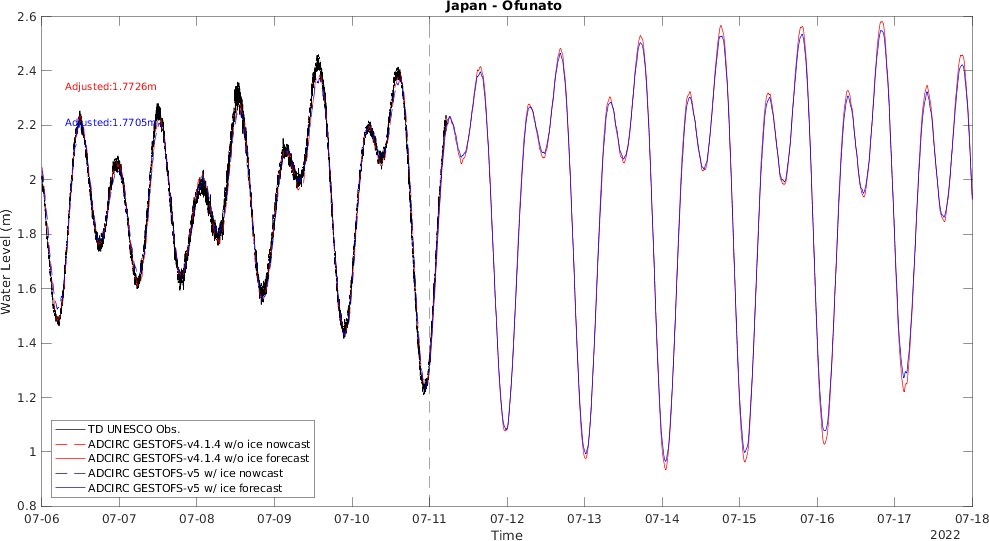 Japan - Ofunato
2.6
2.4
2.2
2
1.8
1.6
1.4
1.2
1
0.8
Water Level (m)
Adjusted:1.7726m
Adjusted:1.7705m
TD UNESCO Obs.
ADCIRC GESTOFS-v4.1.4 w/o ice nowcast
ADCIRC GESTOFS-v4.1.4 w/o ice forecast
ADCIRC GESTOFS-v5 w/ ice nowcast
ADCIRC GESTOFS-v5 w/ ice forecast
07-06 07-07 07-08 07-09 07-10 07-11 07-12 07-13 07-14 07-15 07-16 07-17 07-18
Time
2022